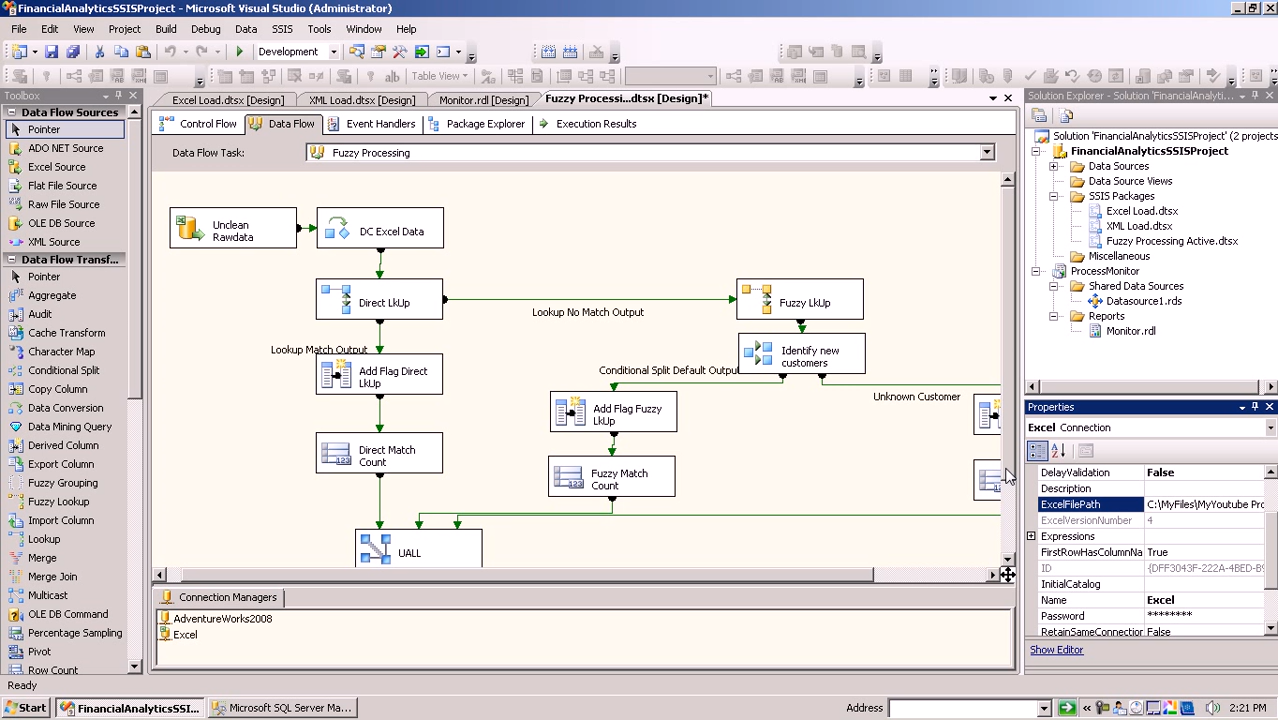 FinancialAnalyticsSSISProject - Microsoft Visual Studio (Administrator)
File Edit View Project Build Debug Data SSIS Tools Window Help
Development
Table View
Toolbox
Data Flow Sources
Pointer
ADO NET Source
Excel Source
Flat File Source
Raw File Source
OLE DB Source
XML Source
Data Flow Transf...
Pointer
Aggregate
Audit
Cache Transform
Character Map
Conditional Split
Copy Column
Data Conversion
Data Mining Query
Derived Column
Export Column
Fuzzy Grouping
Fuzzy Lookup
Import Column
Lookup
Merge
Merge Join
Multicast
OLE DB Command
Percentage Sampling
Pivot
Row Count
Excel Load.dtsx [Design] XML Load.dtsx [Design] Monitor.rdl [Design] Fuzzy Processi...dtsx [Design]*
Control Flow Data Flow Event Handlers Package Explorer Execution Results
Data Flow Task: Fuzzy Processing
Unclean
Rawdata
DC Excel Data
Direct LkUp
Lookup No Match Output
Fuzzy LkUp
Lookup Match Output
Identify new
customers
Add Flag Direct
LkUp
Conditional Split Default Output
Unknown Customer
Add Flag Fuzzy
LkUp
Direct Match
Count
Fuzzy Match
Count
UALL
Connection Managers
AdventureWorks2008
Excel
Solution Explorer - Solution 'FinancialAnalyti...
Solution 'FinancialAnalyticsSSISProject' (2 projects
FinancialAnalyticsSSISProject
Data Sources
Data Source Views
SSIS Packages
Excel Load.dtsx
XML Load.dtsx
Fuzzy Processing Active.dtsx
Miscellaneous
ProcessMonitor
Shared Data Sources
Datasource1.rds
Reports
Monitor.rdl
Properties
Excel Connection
DelayValidation False
Description
ExcelFilePath C:\MyFiles\MyYoutube Pro
ExcelVersionNumber 4
Expressions
FirstRowHasColumnNa True
ID {DFF3043F-222A-4BED-B9
InitialCatalog
Name Excel
Password ********
RetainSameConnection False
Show Editor
Ready
Start FinancialAnalyticsSSI... Microsoft SQL Server Ma... Address « 2:21 PM